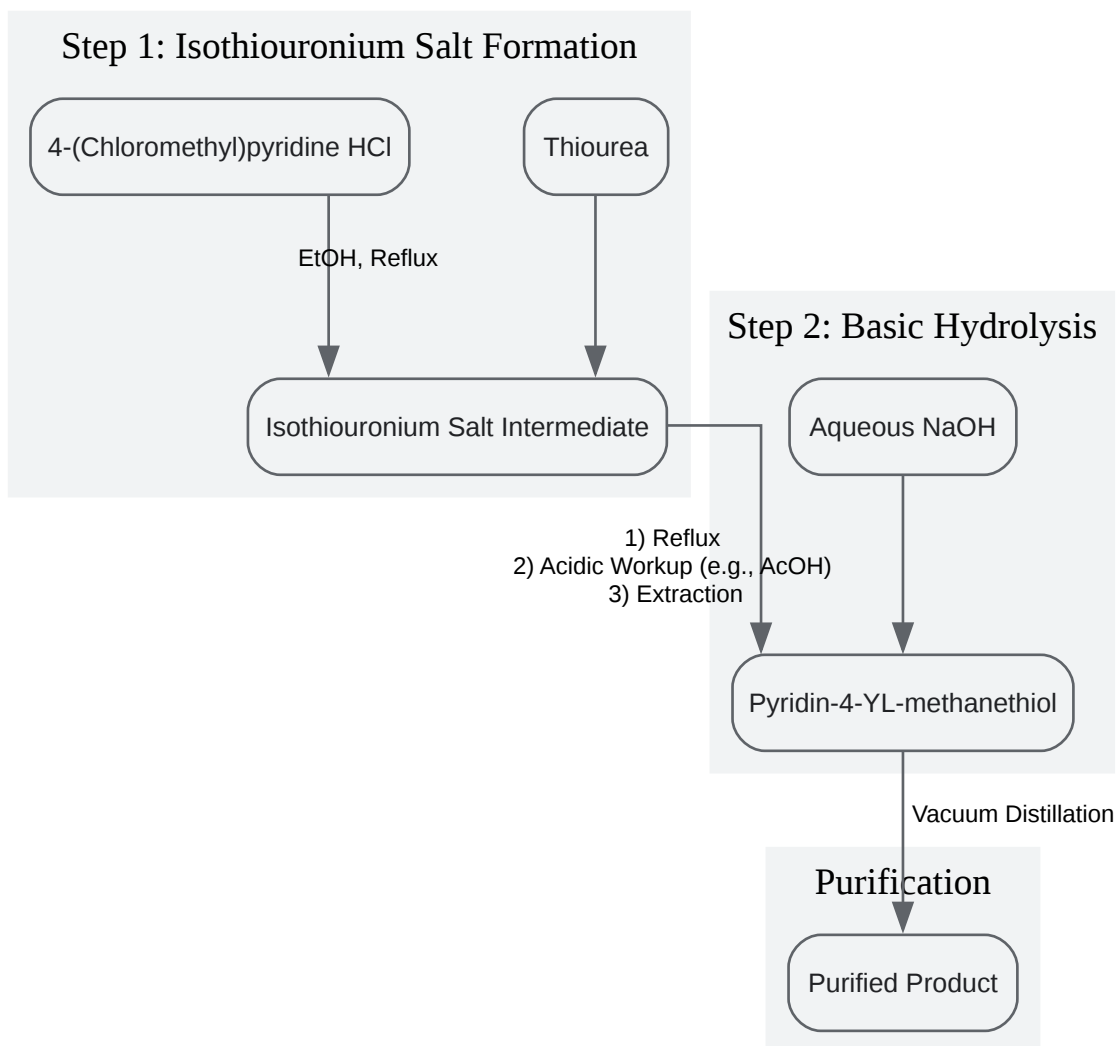 Step 1: Isothiouronium Salt Formation
4-(Chloromethyl)pyridine HCl
Thiourea
EtOH, Reflux
Isothiouronium Salt Intermediate
Step 2: Basic Hydrolysis
Aqueous NaOH
1) Reflux
2) Acidic Workup (e.g., AcOH)
3) Extraction
Pyridin-4-YL-methanethiol
Vacuum Distillation
Purification
Purified Product